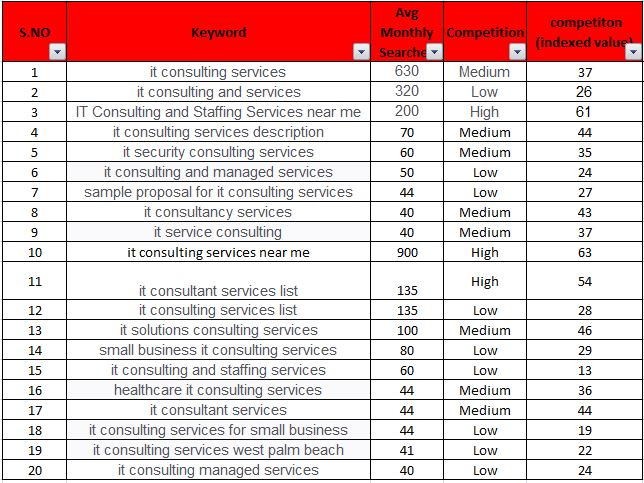 S.NO Keyword Avg Monthly Searches Competition competiton (indexed value)
1 it consulting services 630 Medium 37
2 it consulting and services 320 Low 26
3 IT Consulting and Staffing Services near me 200 High 61
4 it consulting services description 70 Medium 44
5 it security consulting services 60 Medium 35
6 it consulting and managed services 50 Low 24
7 sample proposal for it consulting services 44 Low 27
8 it consultancy services 40 Medium 43
9 it service consulting 40 Medium 37
10 it consulting services near me 900 High 63
11 it consultant services list 135 High 54
12 it consulting services list 135 Low 28
13 it solutions consulting services 100 Medium 46
14 small business it consulting services 80 Low 29
15 it consulting and staffing services 60 Low 13
16 healthcare it consulting services 44 Medium 36
17 it consultant services 44 Medium 44
18 it consulting services for small business 44 Low 19
19 it consulting services west palm beach 41 Low 22
20 it consulting managed services 40 Low 24